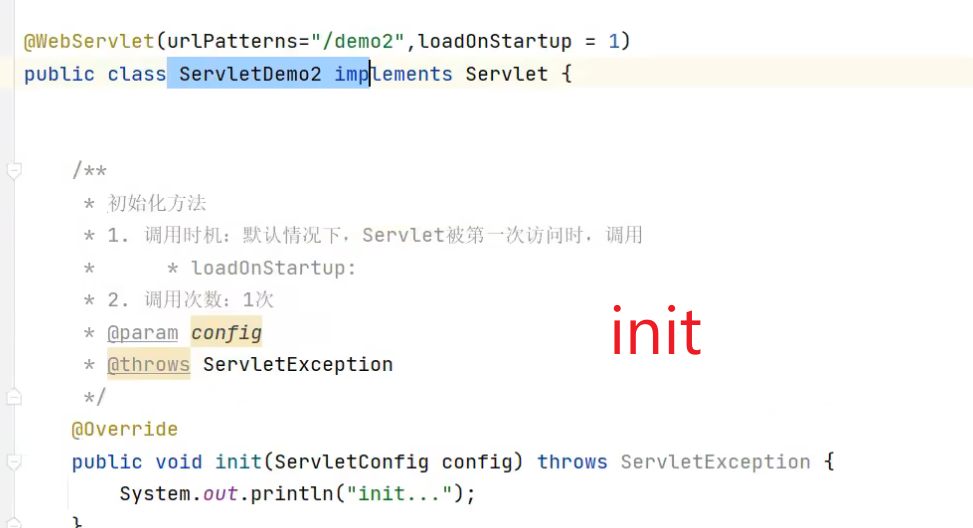 @WebServlet(urlPatterns="/demo2",loadOnStartup = 1)
public class ServletDemo2 implements Servlet {
/**
* 初始化方法
* 1. 调用时机：默认情况下，Servlet被第一次访问时，调用
* * loadOnStartup:
* 2. 调用次数：1次
* @param config
* @throws ServletException
*/
init
@Override
public void init(ServletConfig config) throws ServletException {
System.out.println("init...");
}